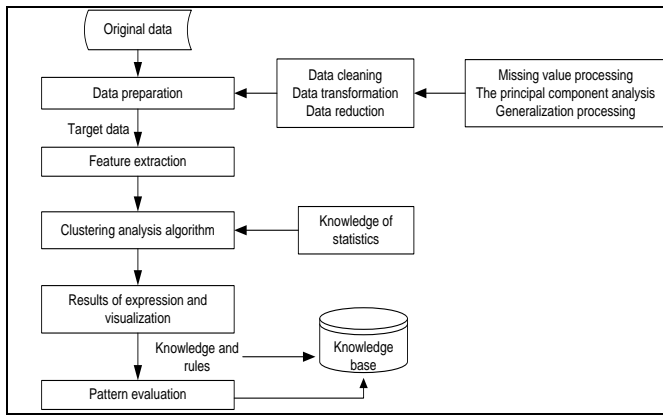 Original data
Data preparation
Data cleaning
Data transformation
Data reduction
Missing value processing
The principal component analysis
Generalization processing
Target data
Feature extraction
Clustering analysis algorithm
Knowledge of
statistics
Results of expression and
visualization
Knowledge and
rules
Knowledge
base
Pattern evaluation